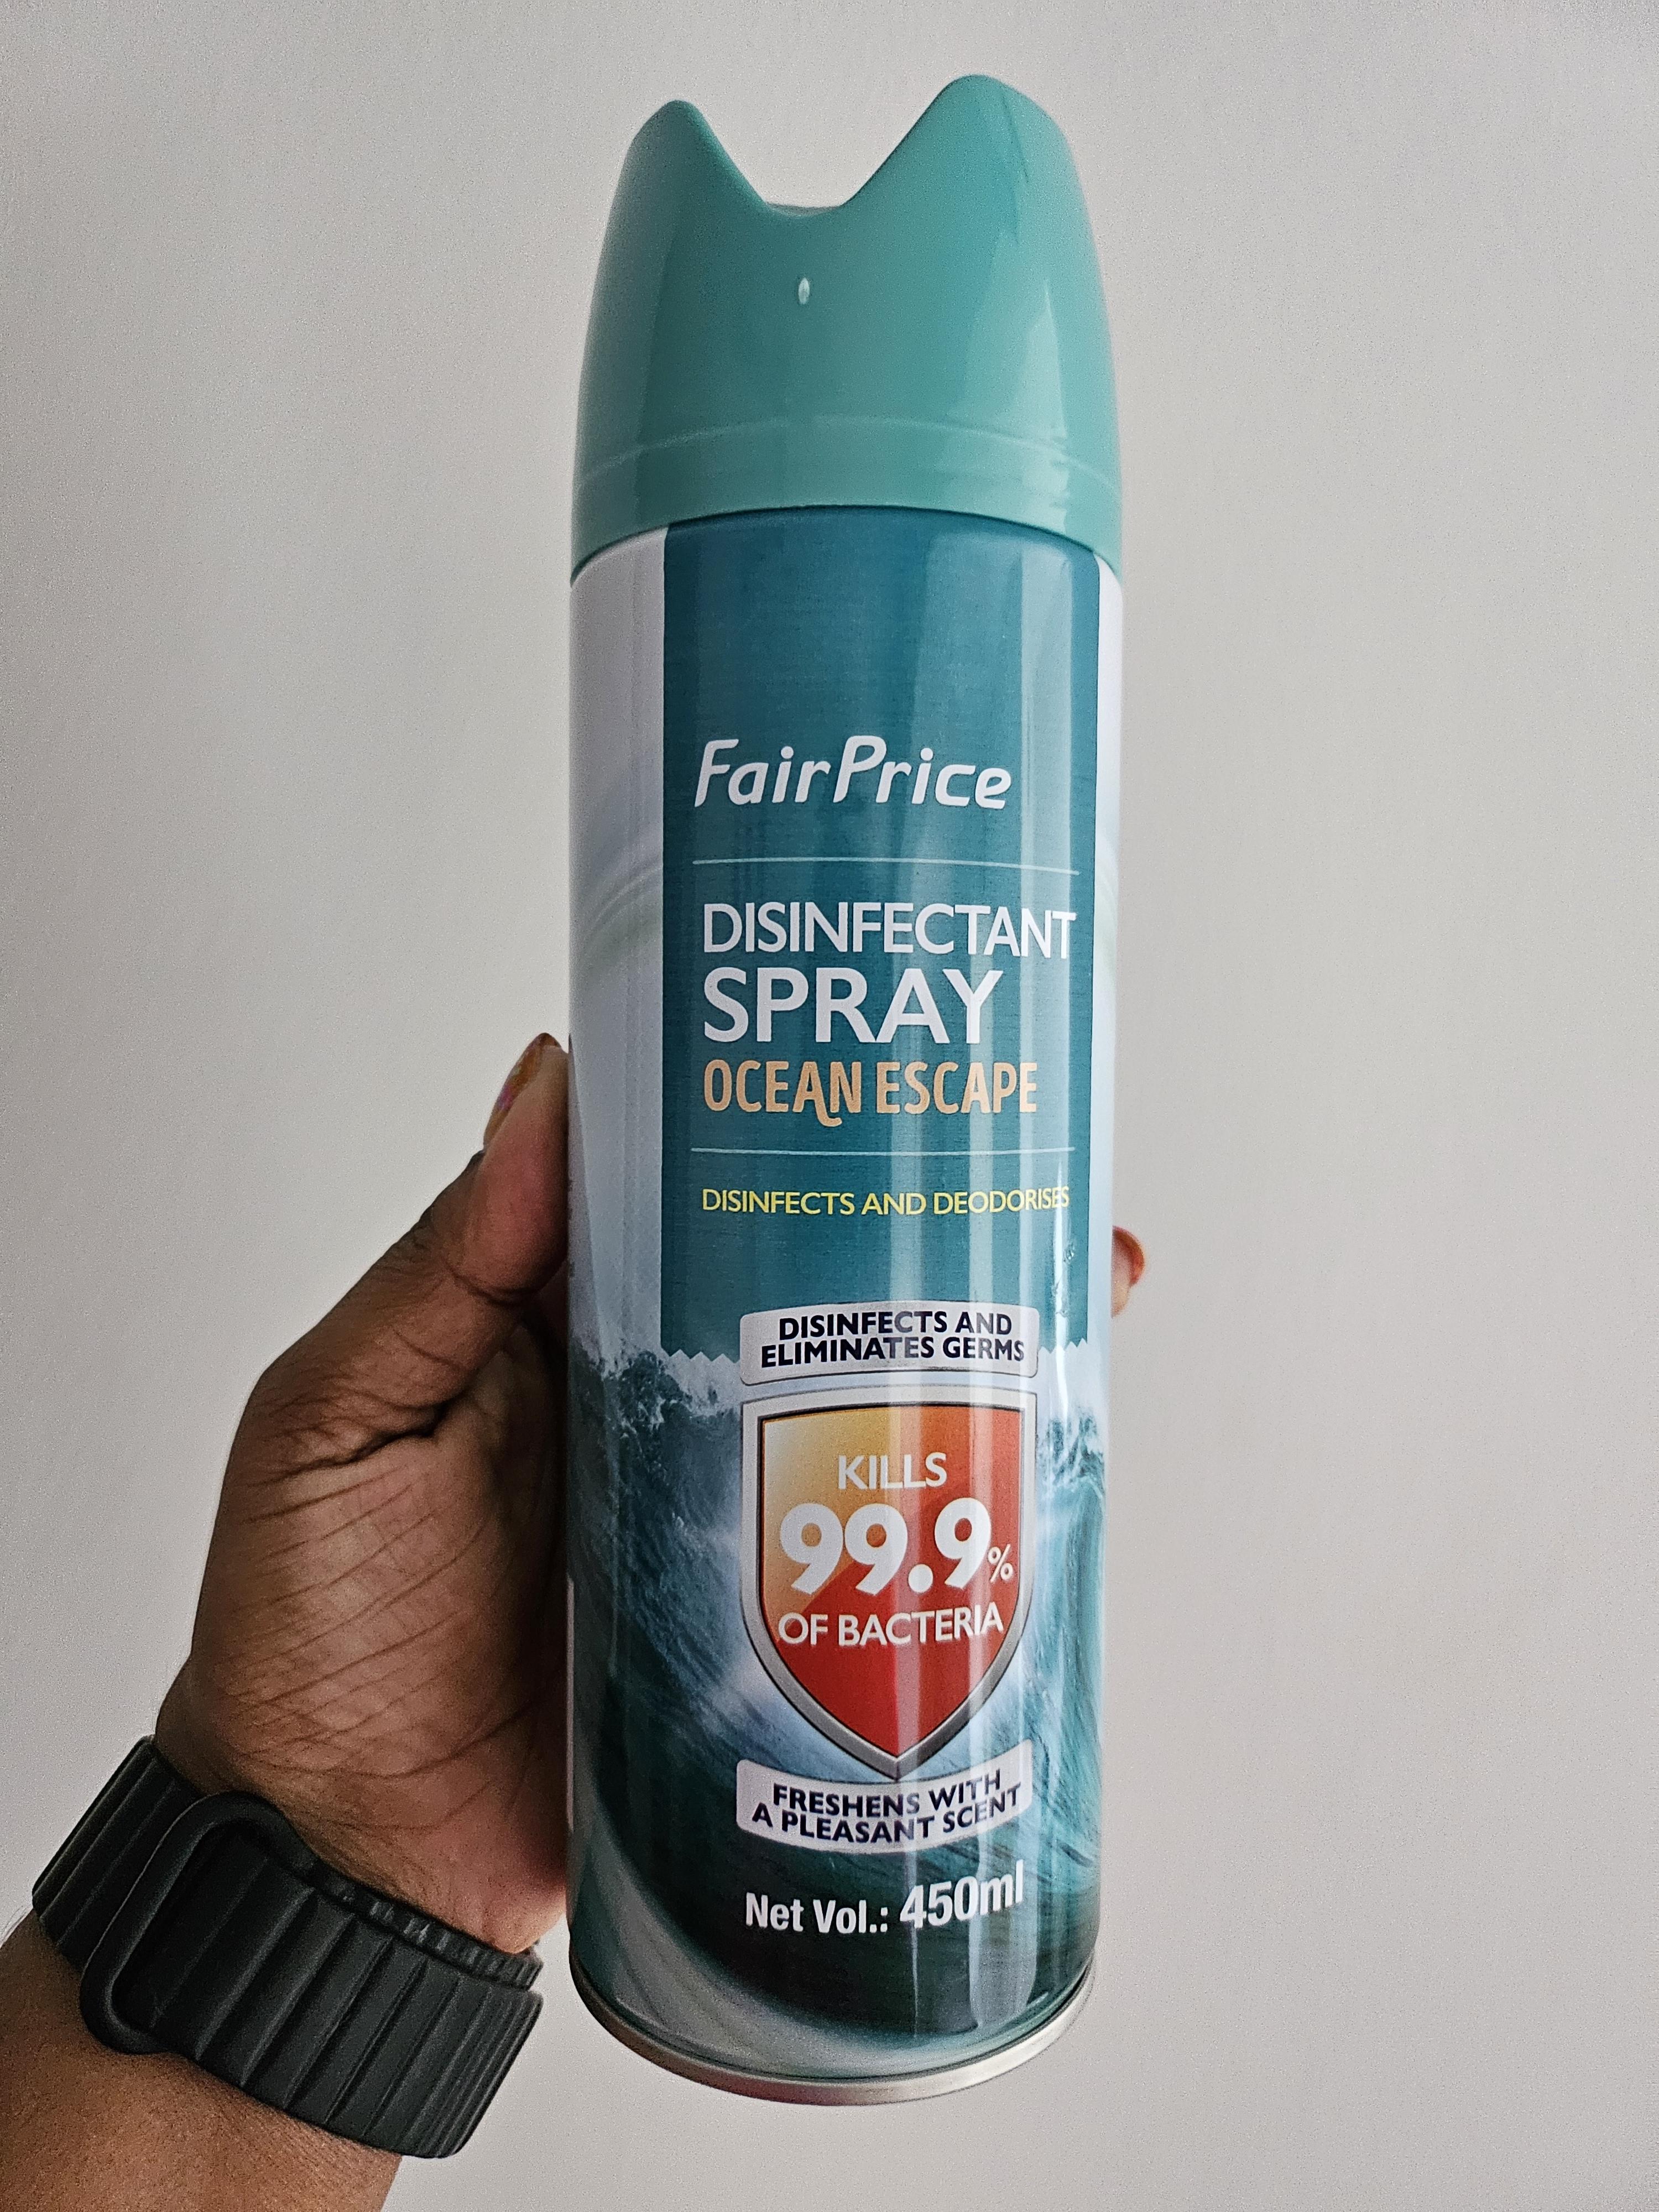 FairPrice
DISINFECTANT
SPRAY
OCEAN ESCAPE
DISINFECTS AND DEODORISES
DISINFECTS AND
ELIMINATES GERMS
KILLS
99.9%
OF BACTERIA
FRESHENS WITH
A PLEASANT SCENT
Net Vol.: 450ml